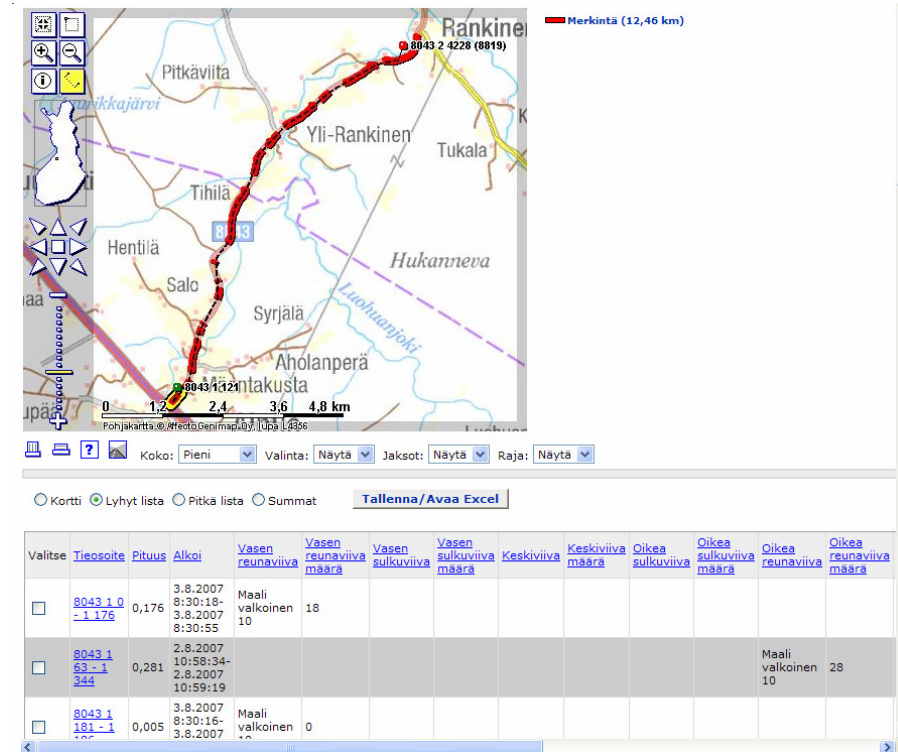 Rankine
8043 2 4228 (8819)
Merkintä (12,46 km)
Pitkäviita
Yli-Rankinen
Tukala
Tihilä
Hentilä
Hukanneva
Salo
Syrjälä
Luohuanjoki
Aholanperä
8043 1 121
ntakusta
0 1,2 2,4 3,6 4,8 km
Pohjakartta © AffectoGenimap Oy, lupa L4356
Koko: Pieni Valinta: Näytä Jaksot: Näytä Raja: Näytä
Kortti Lyhyt lista Pitkä lista Summat Tallenna/Avaa Excel
Valitse Tieosoite Pituus Alkoi Vasen reunaviiva Vasen reunaviiva määrä Vasen sulkuviiva Vasen sulkuviiva määrä Keskiviiva Keskiviiva määrä Oikea sulkuviiva Oikea sulkuviiva määrä Oikea reunaviiva Oikea reunaviiva määrä
8043 1 0 - 1 176 0,176 3.8.2007 8:30:18- 3.8.2007 8:30:55 Maali valkoinen 10 18
8043 1 63 - 1 344 0,281 2.8.2007 10:58:34- 2.8.2007 10:59:19 Maali valkoinen 10 28
8043 1 181 - 1 0,005 3.8.2007 8:30:16- 3.8.2007 Maali valkoinen 0